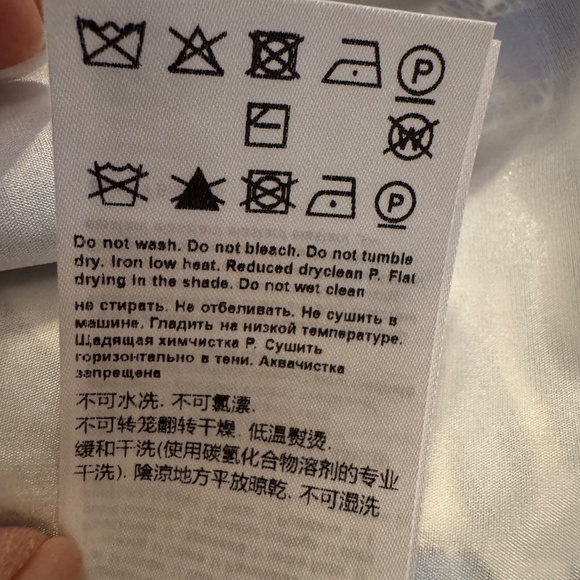 P
W
P
Do not wash. Do not bleach. Do not tumble
dry. Iron low heat. Reduced dryclean P. Flat
drying in the shade. Do not wet clean
не стирать. Не отбеливать. Не сушить в
машине. Гладить на низкой температуре.
Щадящая химчистка P. Сушить
горизонтально в тени. Аквачистка
запрещена
不可水洗. 不可氯漂.
不可转笼翻转干燥. 低温熨烫.
缓和干洗(使用碳氢化合物溶剂的专业
干洗). 陰涼地方平放晾乾. 不可湿洗